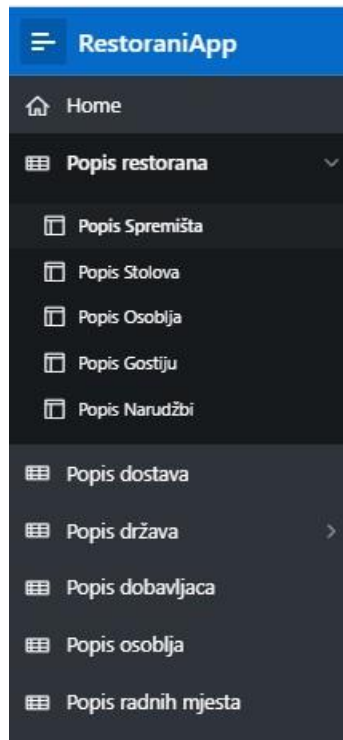 RestoraniApp
Home
Popis restorana
Popis Spremišta
Popis Stolova
Popis Osoblja
Popis Gostiju
Popis Narudžbi
Popis dostava
Popis država
Popis dobavljaca
Popis osoblja
Popis radnih mjesta